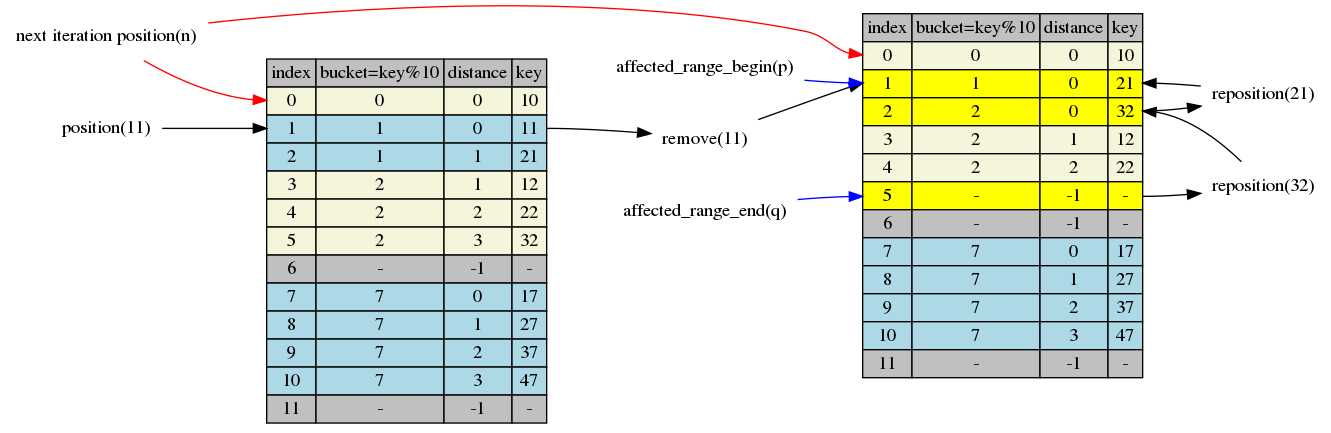 next iteration position(n)
position(11)
index bucket=key%10 distance key
0 0 0 10
1 1 0 11
2 1 1 21
3 2 1 12
4 2 2 22
5 2 3 32
6 - -1 -
7 7 0 17
8 7 1 27
9 7 2 37
10 7 3 47
11 - -1 -
affected_range_begin(p)
remove(11)
affected_range_end(q)
index bucket=key%10 distance key
0 0 0 10
1 1 0 21
2 2 0 32
3 2 1 12
4 2 2 22
5 - -1 -
6 - -1 -
7 7 0 17
8 7 1 27
9 7 2 37
10 7 3 47
11 - -1 -
reposition(21)
reposition(32)